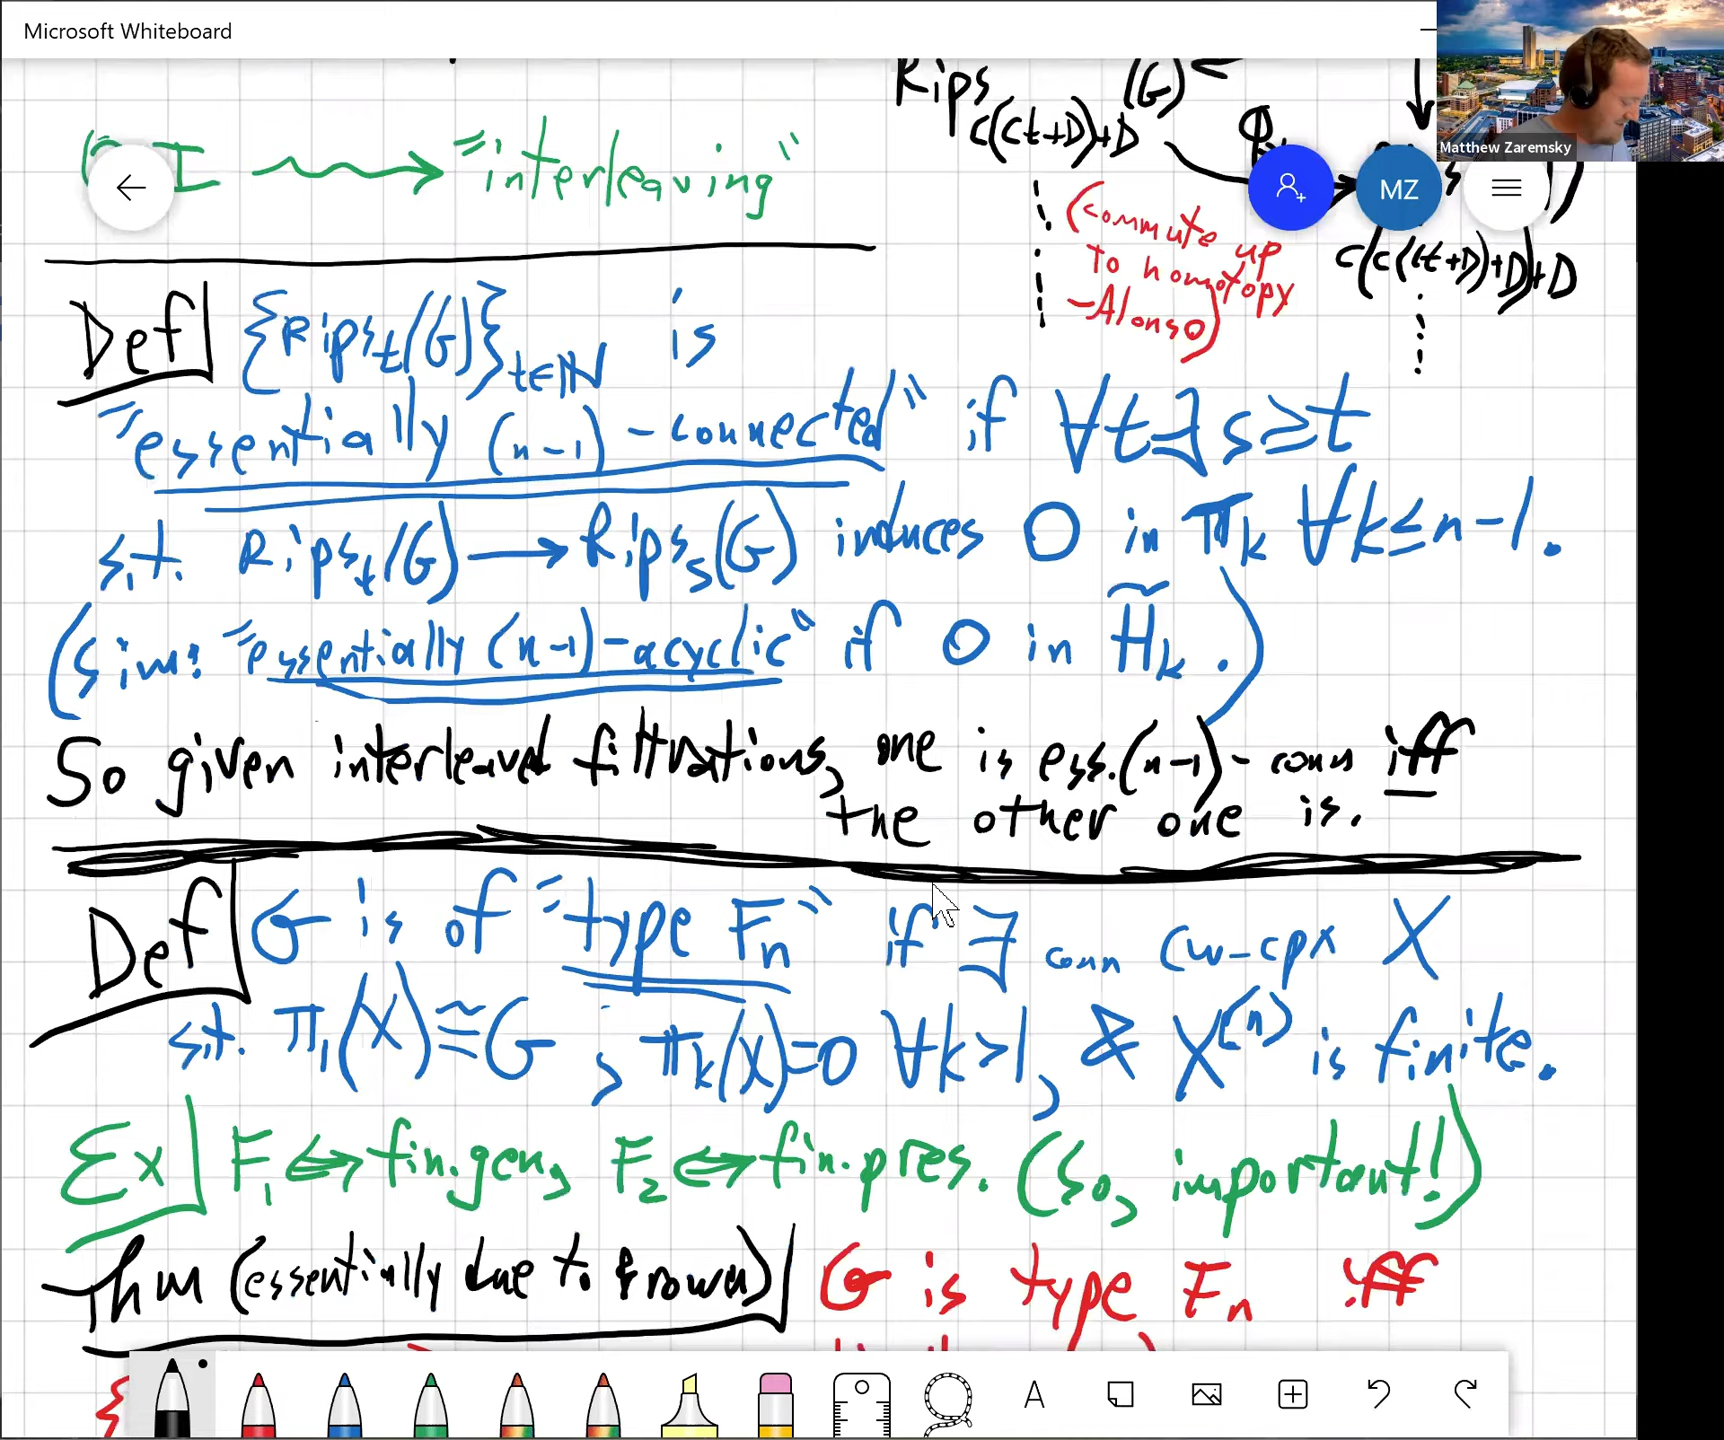 Microsoft Whiteboard
Rips (G)
c(ct+D)+D
Matthew Zaremsky
MZ
QI "interleaving"
(commute up
to homotopy
-Alonso)
c(c(ct+D)+D)+D
Def {Rips_t(G)}_{t∈ℕ} is
"essentially (n-1)-connected" if ∀t∃s≥t
s.t. Rips_t(G) → Rips_s(G) induces 0 in π_k ∀k≤n-1.
(Sim: "essentially (n-1)-acyclic" if 0 in H̃_k.)
So given interleaved filtrations, one is ess.(n-1)-conn iff
the other one is.
Def G is of "type F_n" if ∃ conn CW-cpx X
s.t. π_1(X)≅G, π_k(X)=0 ∀k>1, & X^(n) is finite.
Ex F_1 ⇔ fin.gen, F_2 ⇔ fin.pres. (so, important!)
Thm (essentially due to Brown) G is type F_n iff